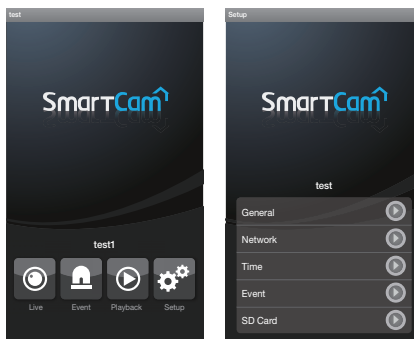 test
SmartCam
test1
Live Event Playback Setup
Setup
SmartCam
test
General
Network
Time
Event
SD Card